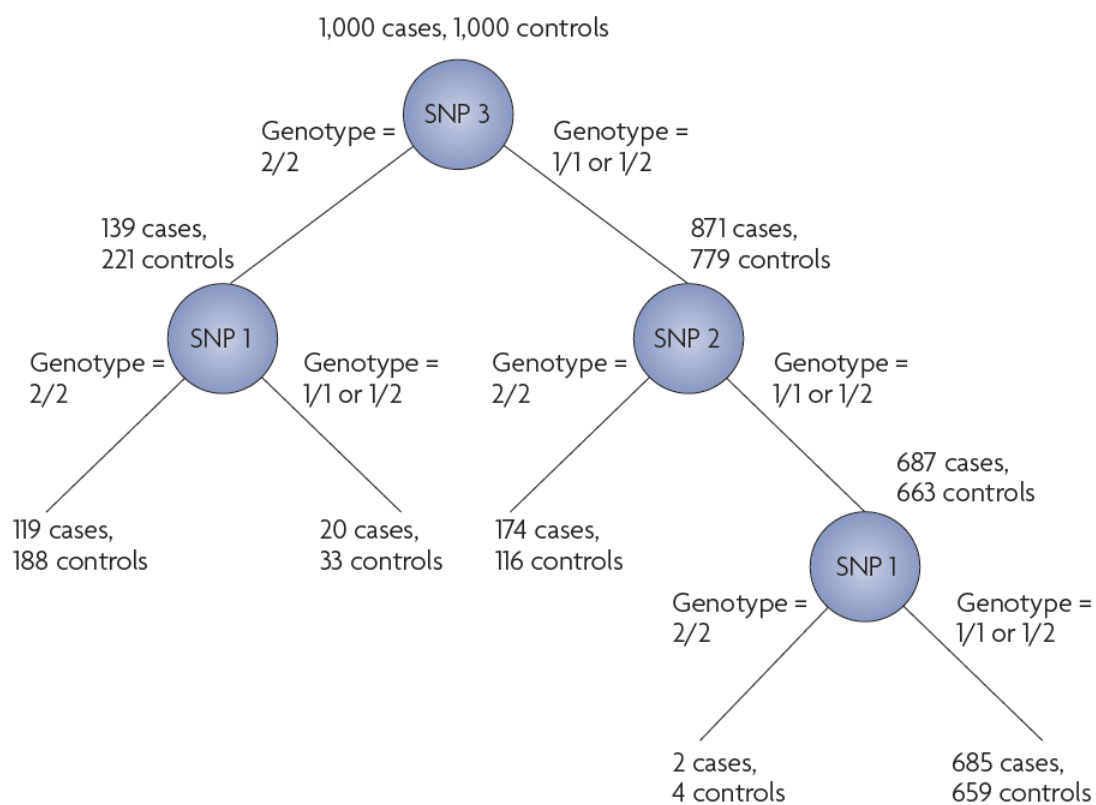 1,000 cases, 1,000 controls
SNP 3
Genotype =
2/2
Genotype =
1/1 or 1/2
139 cases,
221 controls
871 cases,
779 controls
SNP 1
SNP 2
Genotype =
2/2
Genotype =
1/1 or 1/2
Genotype =
2/2
Genotype =
1/1 or 1/2
687 cases,
663 controls
119 cases,
188 controls
20 cases,
33 controls
174 cases,
116 controls
SNP 1
Genotype =
2/2
Genotype =
1/1 or 1/2
2 cases,
4 controls
685 cases,
659 controls